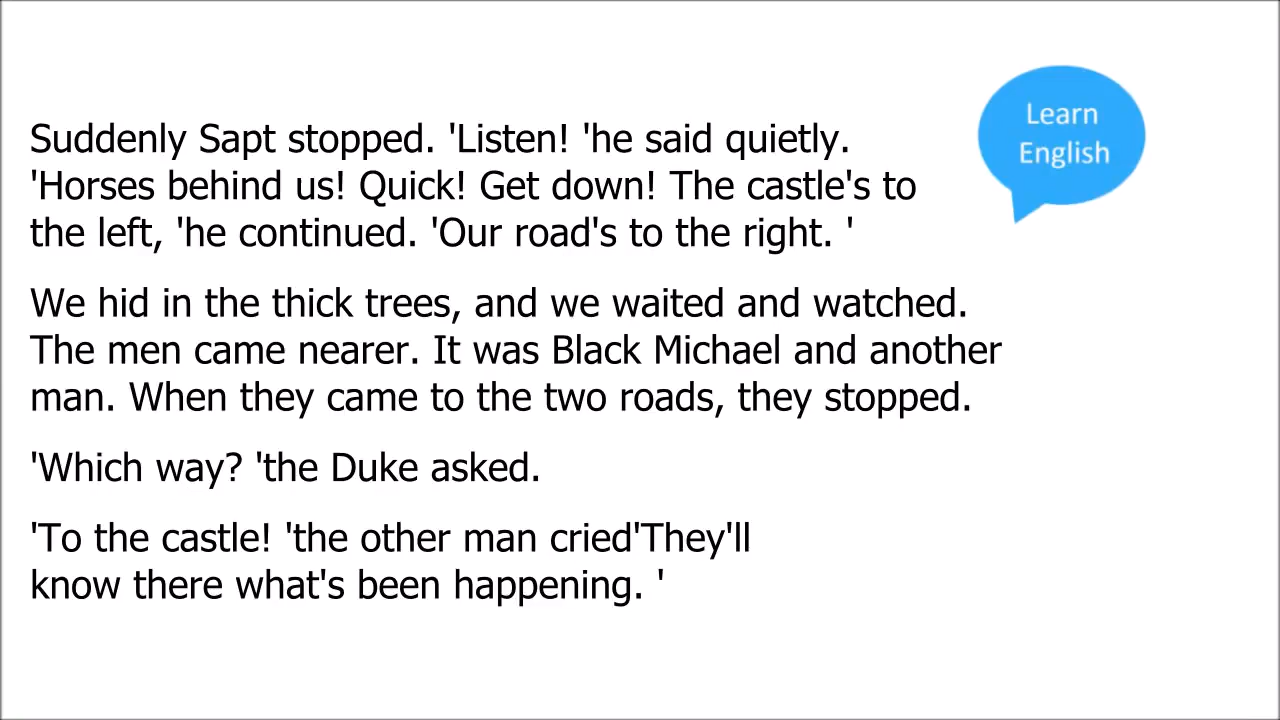 Learn
English
Suddenly Sapt stopped. 'Listen! 'he said quietly.
'Horses behind us! Quick! Get down! The castle's to
the left, 'he continued. 'Our road's to the right. '
We hid in the thick trees, and we waited and watched.
The men came nearer. It was Black Michael and another
man. When they came to the two roads, they stopped.
'Which way? 'the Duke asked.
'To the castle! 'the other man cried'They'll
know there what's been happening. '